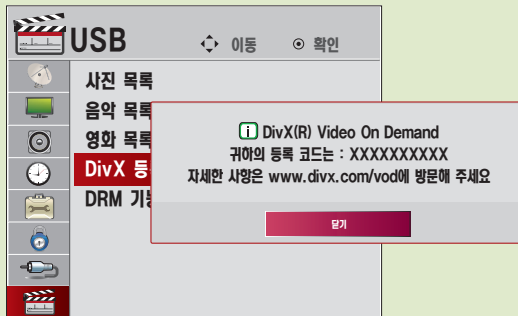 USB
이동 확인
사진 목록
음악 목록
영화 목록
DivX
DRM
DivX(R) Video On Demand
귀하의 등록 코드는 : XXXXXXXXXX
자세한 사항은 www.divx.com/vod에 방문해 주세요
닫기